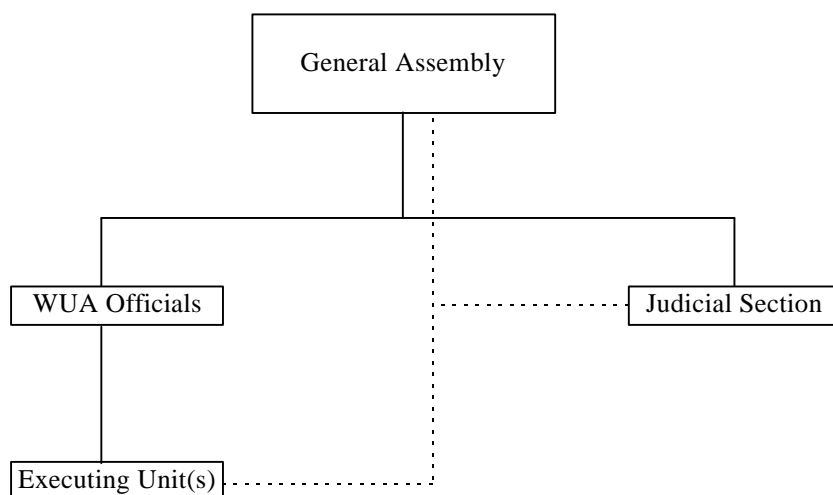 General Assembly
WUA Officials
Judicial Section
Executing Unit(s)